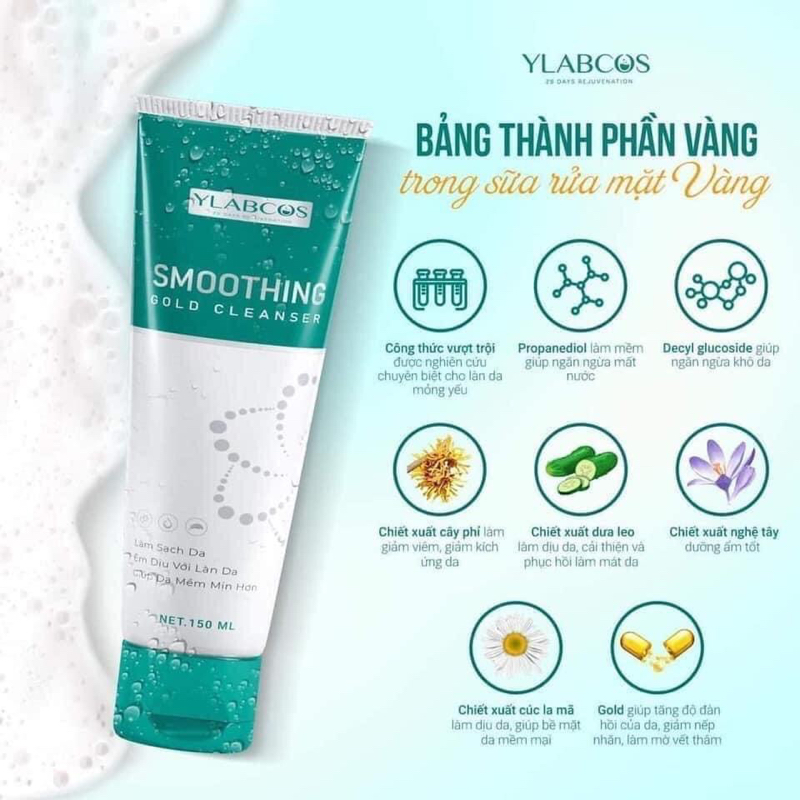 YLABCOS
28 DAYS REJUVENATION
BẢNG THÀNH PHẦN VÀNG
trong sữa rửa mặt Vàng
YLABCOS
28 DAYS REJUVENATION
SMOOTHING
GOLD CLEANSER
Làm Sạch Da
Êm Dịu Với Làn Da
Giúp Da Mềm Mịn Hơn
NET.150 ML
Công thức vượt trội
được nghiên cứu
chuyên biệt cho làn da
mỏng yếu
Propanediol làm mềm
giúp ngăn ngừa mất
nước
Decyl glucoside giúp
ngăn ngừa khô da
Chiết xuất cây phỉ làm
giảm viêm, giảm kích
ứng da
Chiết xuất dưa leo
làm dịu da, cải thiện và
phục hồi làm mát da
Chiết xuất nghệ tây
dưỡng ẩm tốt
Chiết xuất cúc la mã
làm dịu da, giúp bề mặt
da mềm mại
Gold giúp tăng độ đàn
hồi của da, giảm nếp
nhăn, làm mờ vết thâm